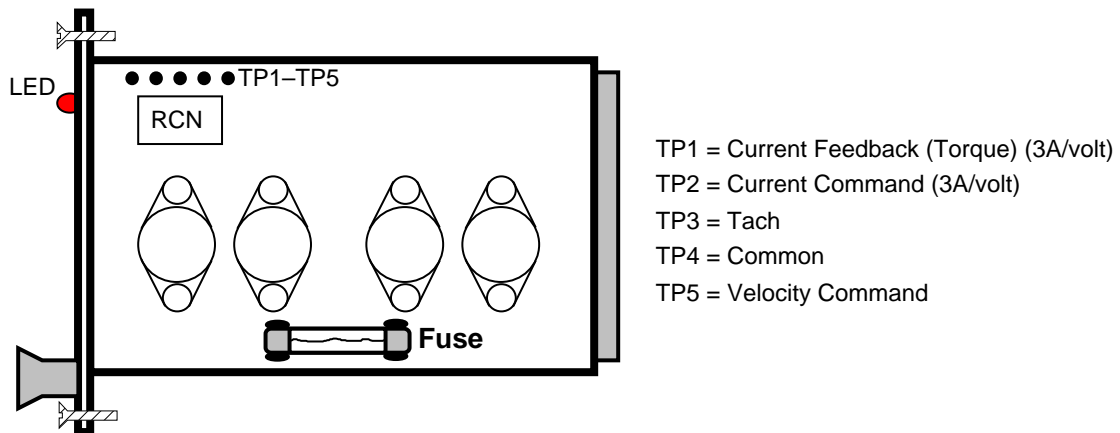 LED
TP1–TP5
RCN
Fuse
TP1 = Current Feedback (Torque) (3A/volt)
TP2 = Current Command (3A/volt)
TP3 = Tach
TP4 = Common
TP5 = Velocity Command